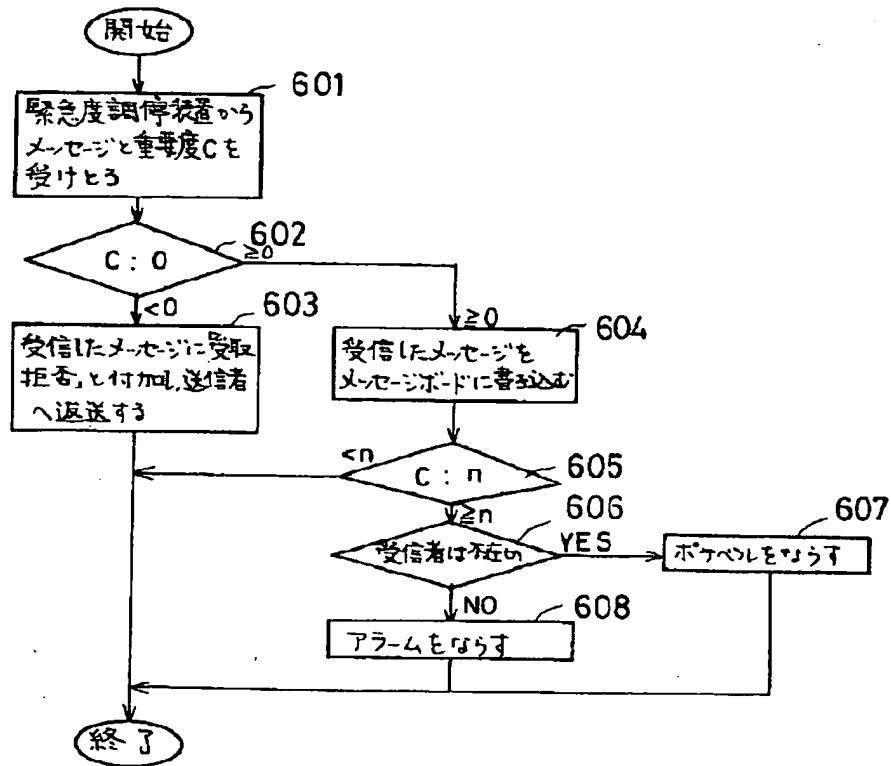 開始
601
緊急度調停装置から
メッセージと重要度Cを
受けとる
602
C : 0
≧0
<0
603
受信したメッセージに「受取
拒否」と付加し、送信者
へ返送する
≧0
604
受信したメッセージを
メッセージボードに書き込む
<n
C : n
605
≧n
606
受信者は不在か
YES
607
ポケベルをならす
NO
608
アラームをならす
終了